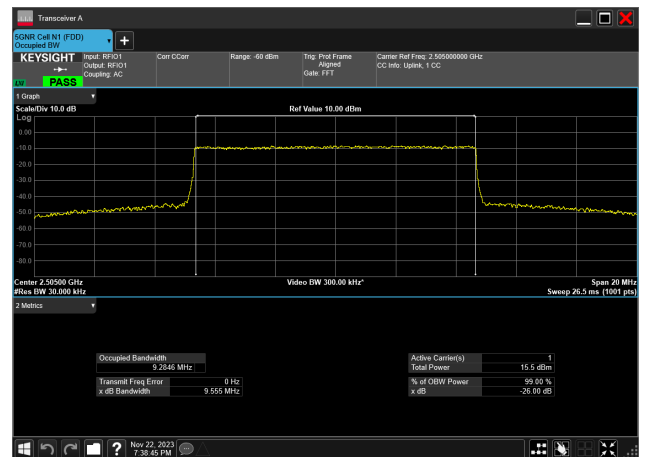 Transceiver A
5GNR Cell N1 (FDD)
Occupied BW
KEYSIGHT
LXI
PASS
Input: RFIO1
Output: RFIO1
Coupling: AC
Corr CCorr
Range: -60 dBm
Trig: Prot Frame
Aligned
Gate: FFT
Carrier Ref Freq: 2.505000000 GHz
CC Info: Uplink, 1 CC
1 Graph
Scale/Div 10.0 dB
Ref Value 10.00 dBm
Log
0.00
-10.0
-20.0
-30.0
-40.0
-50.0
-60.0
-70.0
-80.0
Center 2.50500 GHz
Video BW 300.00 kHz*
Span 20 MHz
#Res BW 30.000 kHz
Sweep 26.5 ms (1001 pts)
2 Metrics
Occupied Bandwidth
9.2846 MHz
Transmit Freq Error 0 Hz
x dB Bandwidth 9.555 MHz
Active Carrier(s) 1
Total Power 15.5 dBm
% of OBW Power 99.00 %
x dB -26.00 dB
Nov 22, 2023
7:38:45 PM